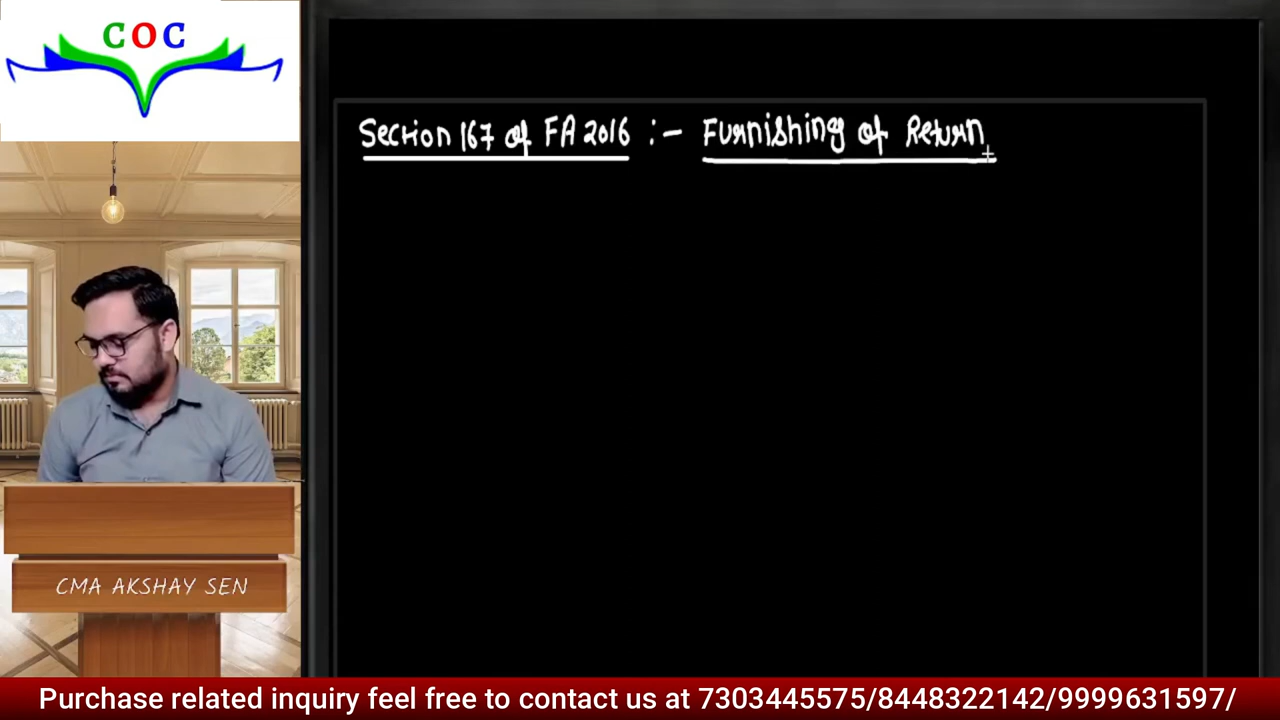 COC
Section 167 of FA 2016 :- Furnishing of Return
CMA AKSHAY SEN
Purchase related inquiry feel free to contact us at 7303445575/8448322142/9999631597/